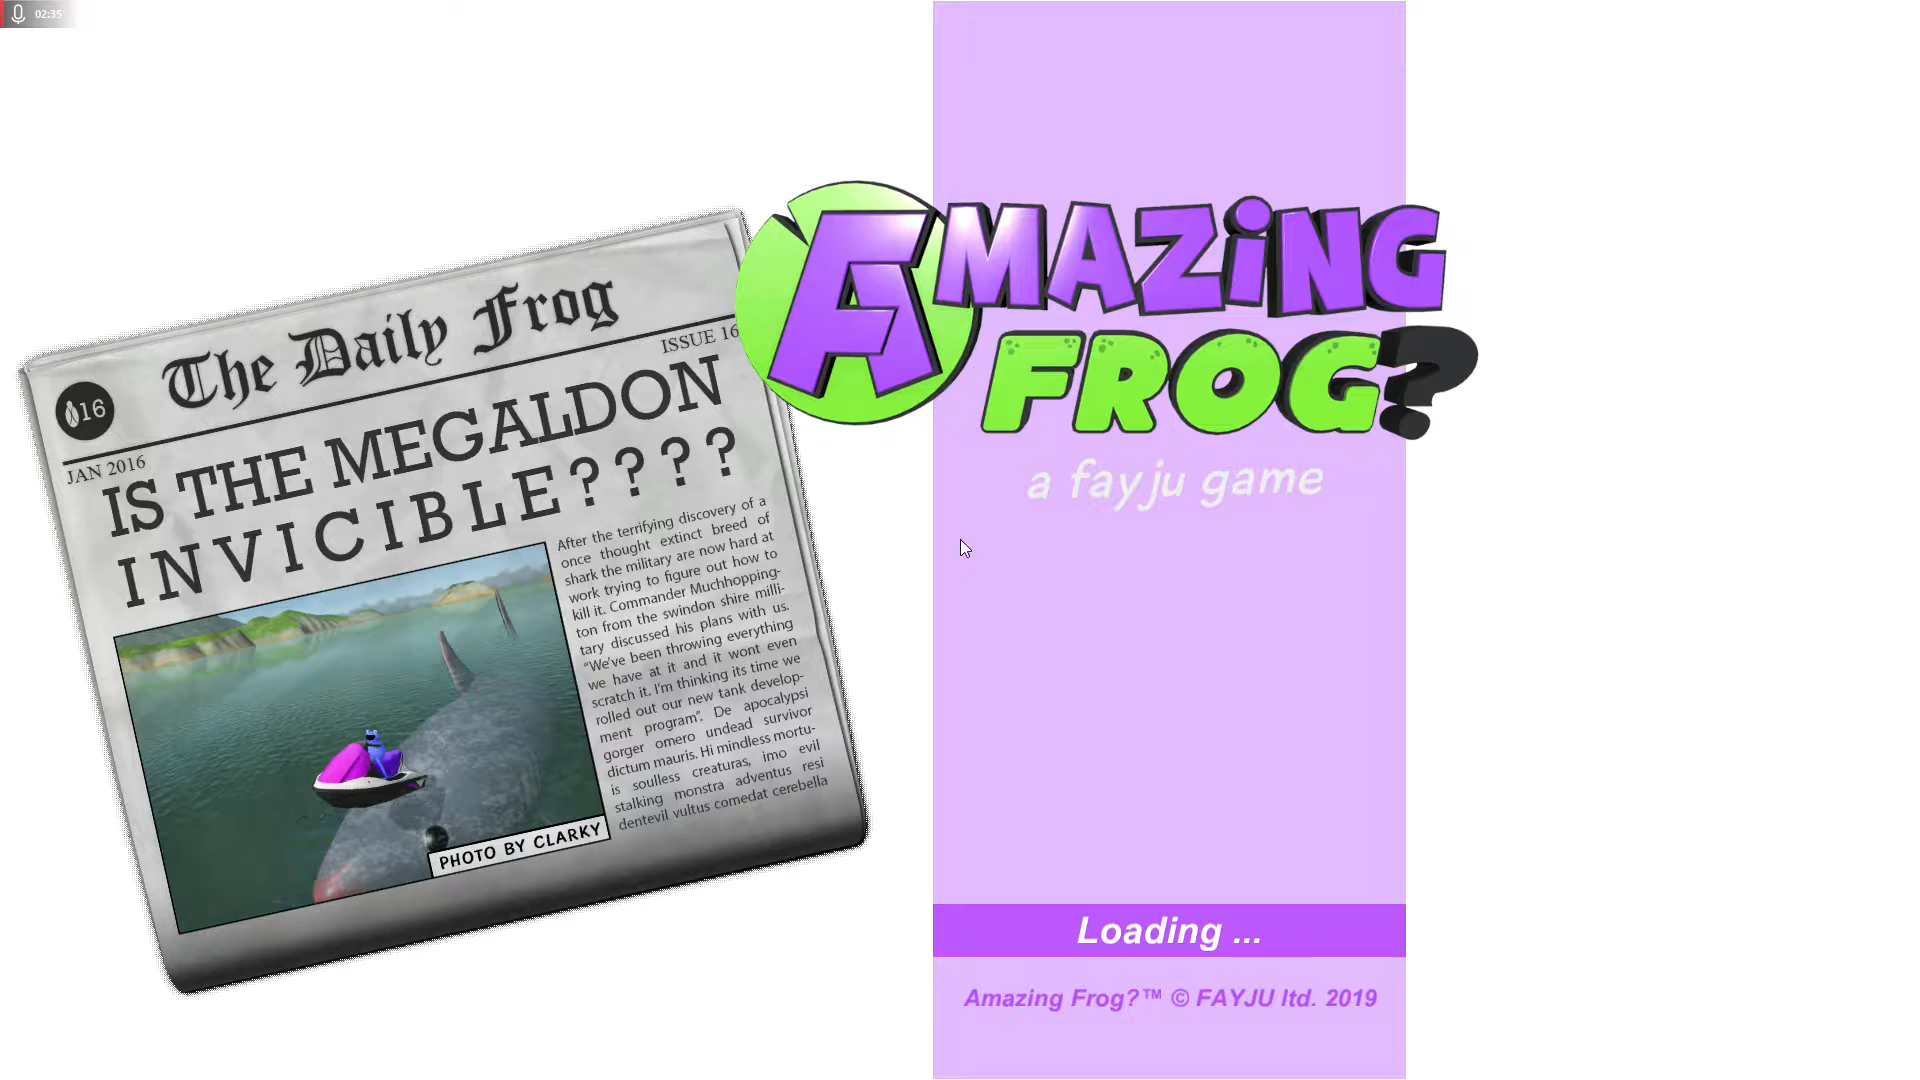 02:35
The Daily Frog
ISSUE 16
16
JAN 2016
IS THE MEGALDON
INVICIBLE????
After the terrifying discovery of a
once thought extinct breed of
shark the military are now hard at
work trying to figure out how to
kill it. Commander Muchhopping-
ton from the swindon shire mili-
tary discussed his plans with us.
“We’ve been throwing everything
we have at it and it wont even
scratch it. I’m thinking its time we
rolled out our new tank develop-
ment program”. De apocalypsi
gorger omero undead survivor
dictum mauris. Hi mindless mortu-
is soulless creaturas, imo evil
stalking monstra adventus resi
dentevil vultus comedat cerebella
PHOTO BY CLARKY
AMAZiNG
FROG?
a fayju game
Loading ...
Amazing Frog?™ © FAYJU ltd. 2019